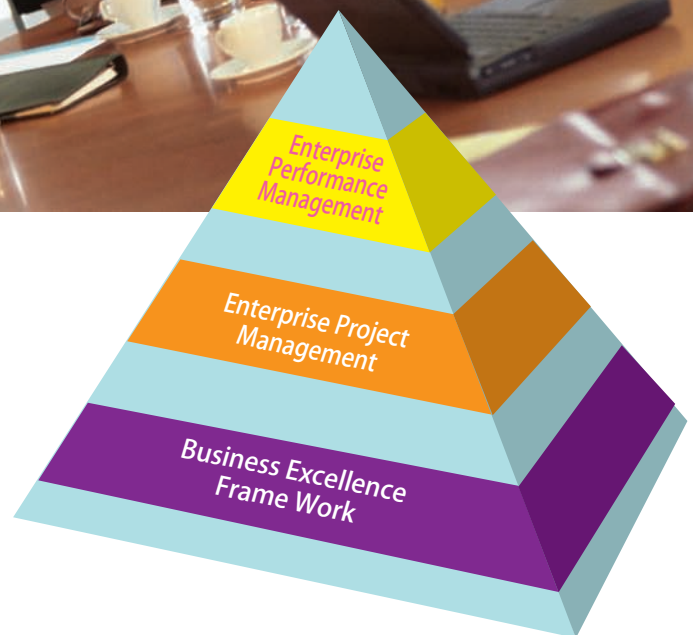 Enterprise
Performance
Management
Enterprise Project
Management
Business Excellence
Frame Work